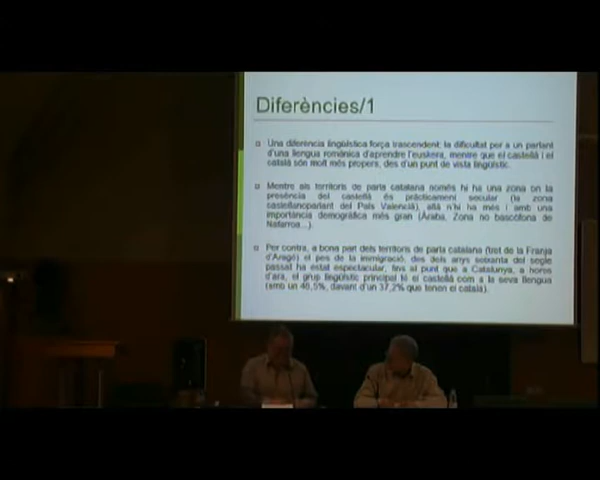 Diferències/1
Una diferència lingüística força trascendent: la dificultat per a un parlant
d'una llengua romànica d'aprendre l'euskera, mentre que el castellà i el
català són molt més propers, des d'un punt de vista lingüístic.
Mentre als territoris de parla catalana només hi ha una zona on la
presència del castellà és pràcticament secular (la zona
castellanoparlant del País Valencià), allà n'hi ha més i amb una
importància demogràfica més gran (Àraba, Zona no bascòfona de
Nafarroa...).
Per contra, a bona part dels territoris de parla catalana (tret de la Franja
d'Aragó) el pes de la immigració, des dels anys seixanta del segle
passat ha estat espectacular, fins al punt que a Catalunya, a hores
d'ara, el grup lingüístic principal té el castellà com a la seva llengua
(amb un 46,5%, davant d'un 37,2% que tenen el català).